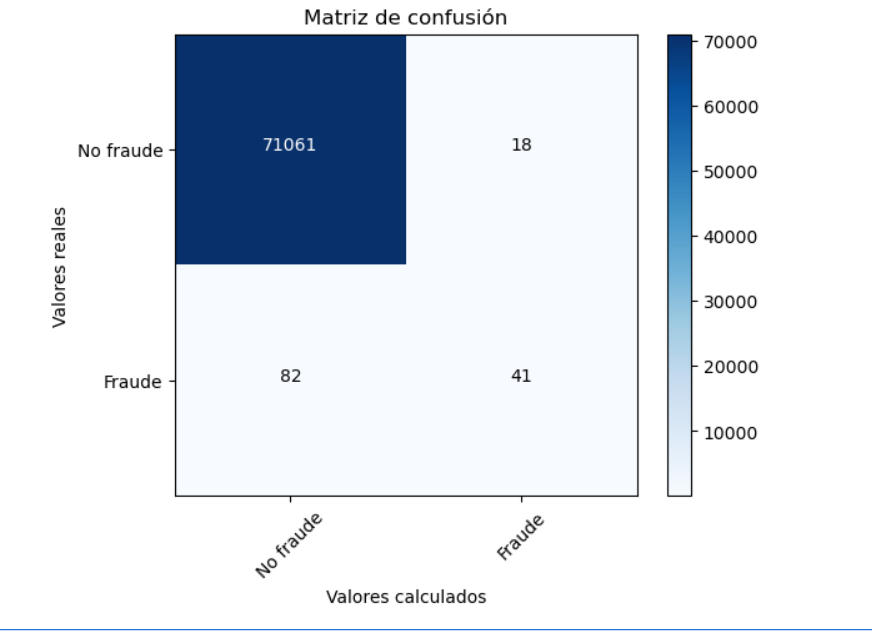 Matriz de confusión
No fraude
71061
18
Fraude
82
41
Valores reales
No fraude
Fraude
Valores calculados
70000
60000
50000
40000
30000
20000
10000